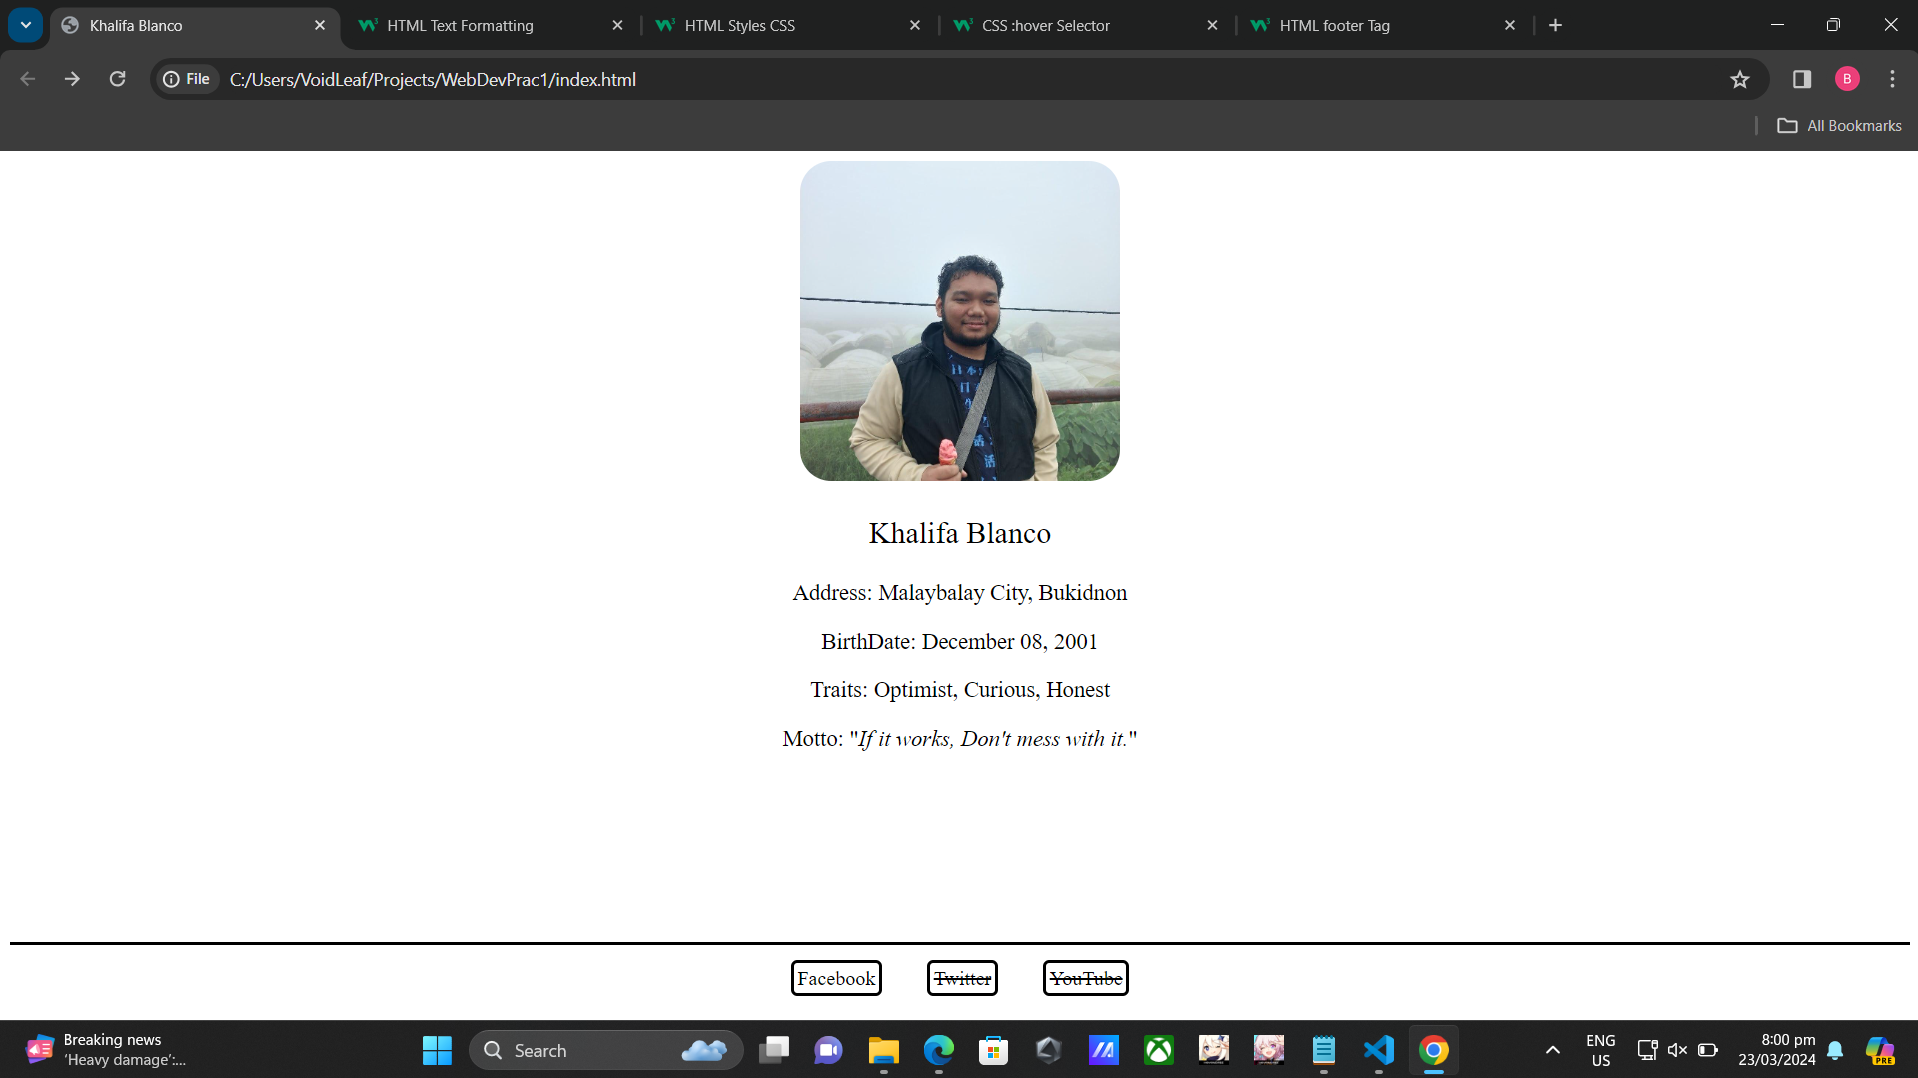 Khalifa Blanco
HTML Text Formatting
HTML Styles CSS
CSS :hover Selector
HTML footer Tag
File
C:/Users/VoidLeaf/Projects/WebDevPrac1/index.html
B
All Bookmarks
Khalifa Blanco
Address: Malaybalay City, Bukidnon
BirthDate: December 08, 2001
Traits: Optimist, Curious, Honest
Motto: "If it works, Don't mess with it."
Facebook
Twitter
YouTube
Breaking news
'Heavy damage':...
Search
ENG
US
8:00 pm
23/03/2024
PRE